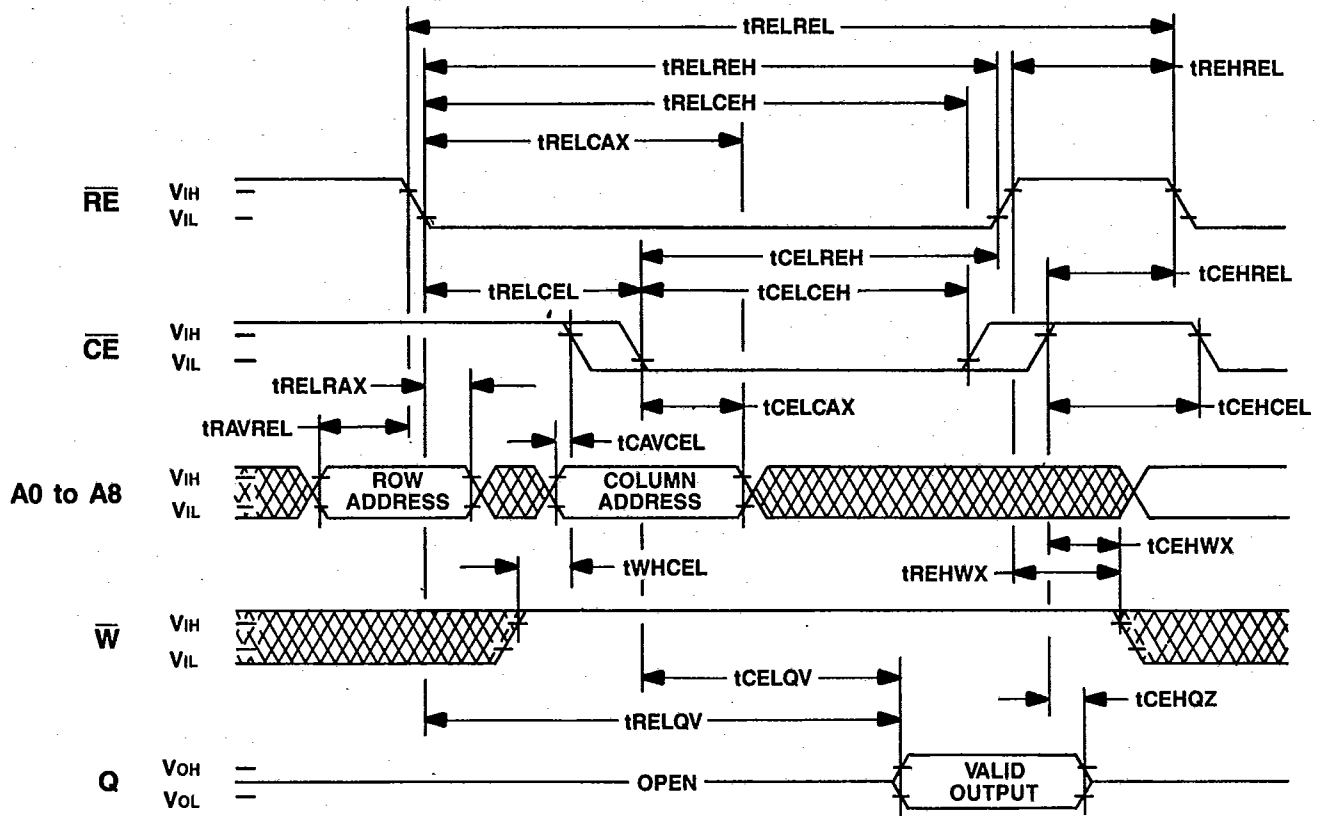 tRELREL
tRELREH
tREHREL
tRELCEH
tRELCAX
RE
VIH
VIL
tCELREH
tCEHREL
tRELCEL
tCELCEH
CE
VIH
VIL
tRELRAX
tCELCAX
tCEHCEL
tRAVREL
tCAVCEL
A0 to A8
VIH
VIL
ROW
ADDRESS
COLUMN
ADDRESS
tCEHWX
tWHCEL
tREHWX
W
VIH
VIL
tCELQV
tCEHQZ
tRELQV
Q
VOH
VOL
OPEN
VALID
OUTPUT